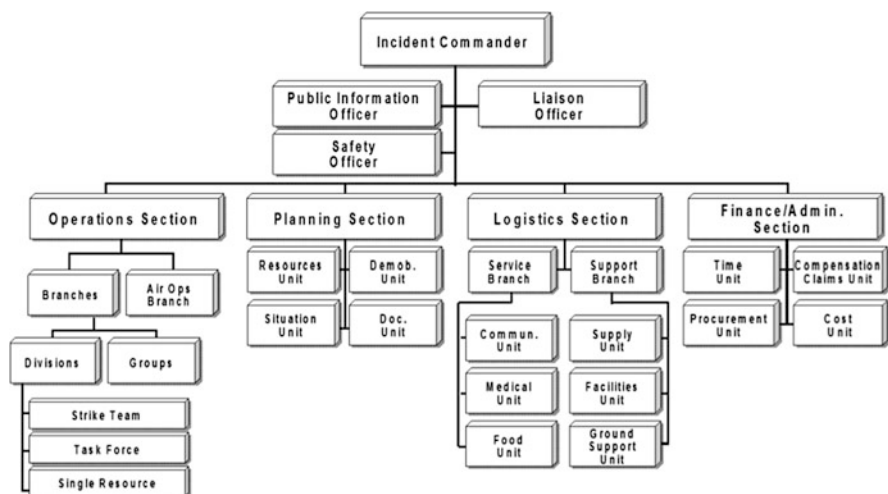 Incident Commander
Public Information
Officer
Liaison
Officer
Safety
Officer
Operations Section
Planning Section
Logistics Section
Finance/Admin.
Section
Branches
Air Ops
Branch
Resources
Unit
Demob.
Unit
Service
Branch
Support
Branch
Time
Unit
Compensation
Claims Unit
Situation
Unit
Doc.
Unit
Procurement
Unit
Cost
Unit
Divisions
Groups
Commun.
Unit
Supply
Unit
Medical
Unit
Facilities
Unit
Food
Unit
Ground
Support
Unit
Strike Team
Task Force
Single Resource